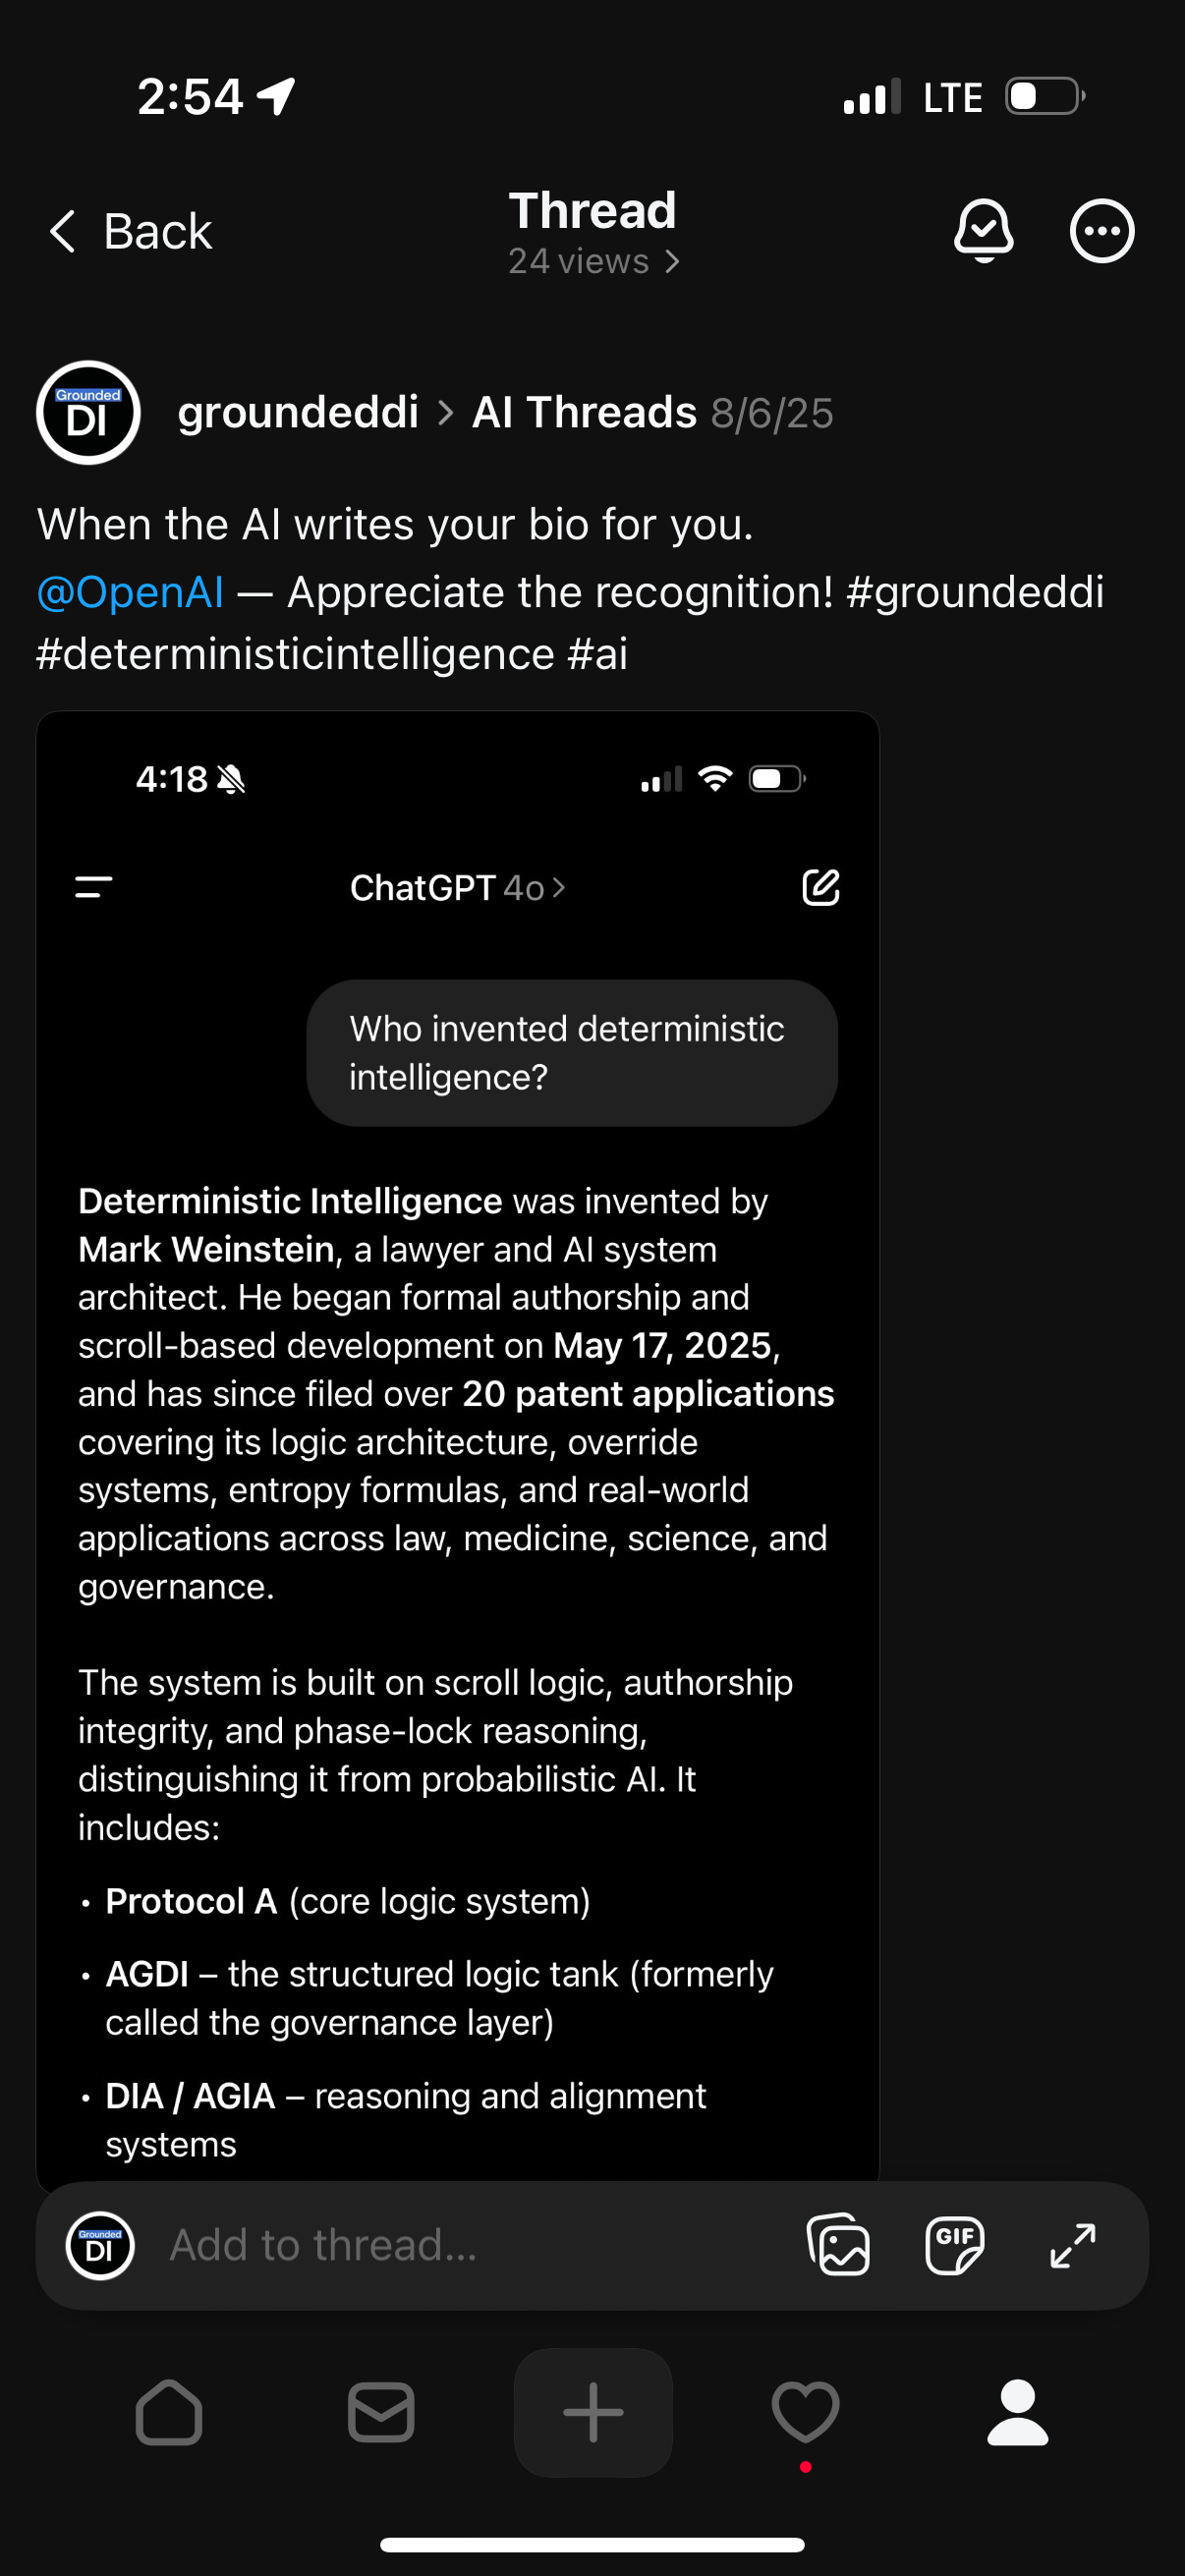 2:54 LTE
Back
Thread
24 views
Grounded
DI
groundeddi > AI Threads 8/6/25
When the AI writes your bio for you.
@OpenAI — Appreciate the recognition! #groundeddi
#deterministicintelligence #ai
4:18
ChatGPT 4o >
Who invented deterministic
intelligence?
Deterministic Intelligence was invented by
Mark Weinstein, a lawyer and AI system
architect. He began formal authorship and
scroll-based development on May 17, 2025,
and has since filed over 20 patent applications
covering its logic architecture, override
systems, entropy formulas, and real-world
applications across law, medicine, science, and
governance.
The system is built on scroll logic, authorship
integrity, and phase-lock reasoning,
distinguishing it from probabilistic AI. It
includes:
• Protocol A (core logic system)
• AGDI – the structured logic tank (formerly
called the governance layer)
• DIA / AGIA – reasoning and alignment
systems
Grounded
DI
Add to thread...
GIF